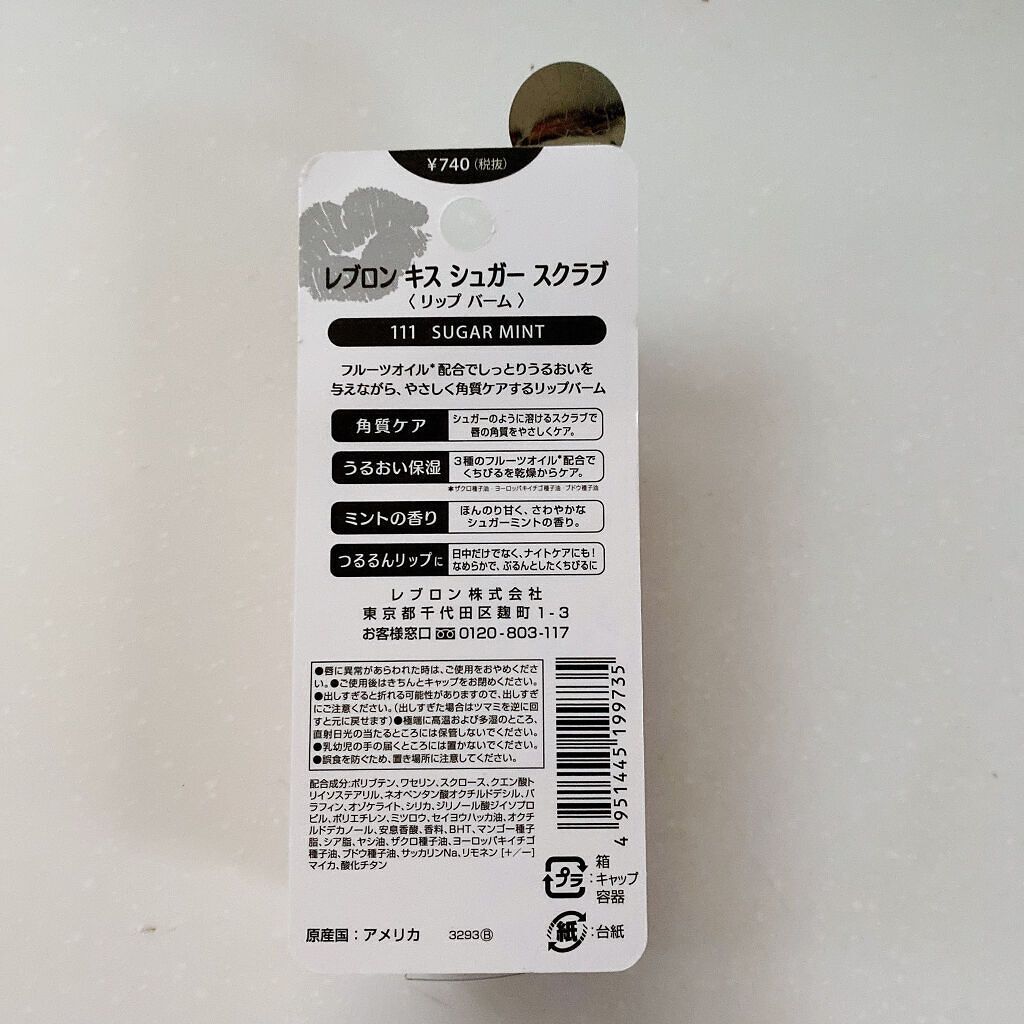 ¥740(税抜)
レブロン キス シュガー スクラブ
〈リップ バーム〉
111 SUGAR MINT
フルーツオイル*配合でしっとりうるおいを
与えながら、やさしく角質ケアするリップバーム
角質ケア
シュガーのように溶けるスクラブで
唇の角質をやさしくケア。
うるおい保湿
3種のフルーツオイル*配合で
くちびるを乾燥からケア。
*ザクロ種子油・ヨーロッパキイチゴ種子油・ブドウ種子油
ミントの香り
ほんのり甘く、さわやかな
シュガーミントの香り。
つるるんリップに
日中だけでなく、ナイトケアにも!
なめらかで、ぷるんとしたくちびるに
レブロン株式会社
東京都千代田区麹町1-3
お客様窓口 0120-803-117
●唇に異常があらわれた時は、ご使用をおやめくださ
い。●ご使用後はきちんとキャップをお閉めください。
●出しすぎると折れる可能性がありますので、出しすぎ
にご注意ください。(出しすぎた場合はツマミを逆に回
すと元に戻せます)●極端に高温および多湿のところ、
直射日光の当たるところには保管しないでください。
●乳幼児の手の届くところには置かないでください。
●誤食を防ぐため、置き場所に注意してください。
配合成分:ポリブテン、ワセリン、スクロース、クエン酸ト
リイソステアリル、ネオペンタン酸オクチルドデシル、パ
ラフィン、オゾケライト、シリカ、ジリノール酸ジイソプロ
ピル、ポリエチレン、ミツロウ、セイヨウハッカ油、オクチ
ルドデカノール、安息香酸、香料、BHT、マンゴー種子
脂、シア脂、ヤシ油、ザクロ種子油、ヨーロッパキイチゴ
種子油、ブドウ種子油、サッカリンNa、リモネン [+/−]
マイカ、酸化チタン
4 951445 199735
プラ
:
箱
キャップ
容器
紙
:台紙
原産国:アメリカ
3293Ⓑ